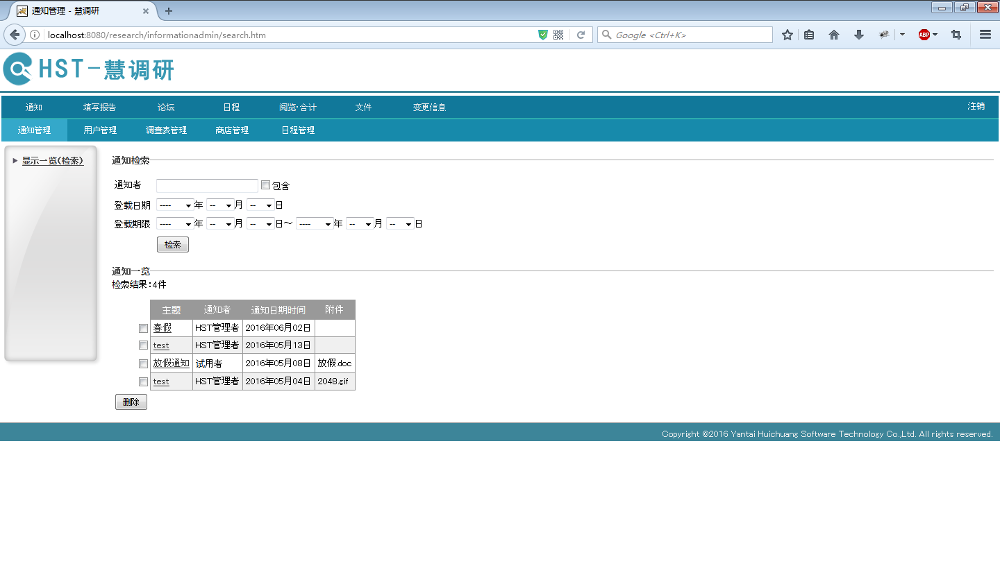 通知管理 - 慧调研
localhost:8080/research/informationadmin/search.htm
Google <Ctrl+K>
ABP
HST-慧调研
通知 填写报告 论坛 日程 阅览·合计 文件 变更信息 注销
通知管理 用户管理 调查表管理 商店管理 日程管理
显示一览(检索)
通知检索
通知者 包含
登载日期 ---- 年 -- 月 -- 日
登载期限 ---- 年 -- 月 -- 日～ ---- 年 -- 月 -- 日
检索
通知一览
检索结果:4件
主题 通知者 通知日期时间 附件
春假 HST管理者 2016年06月02日
test HST管理者 2016年05月13日
放假通知 试用者 2016年05月08日 放假.doc
test HST管理者 2016年05月04日 2048.gif
删除
Copyright ©2016 Yantai Huichuang Software Technology Co.,Ltd. All rights reserved.